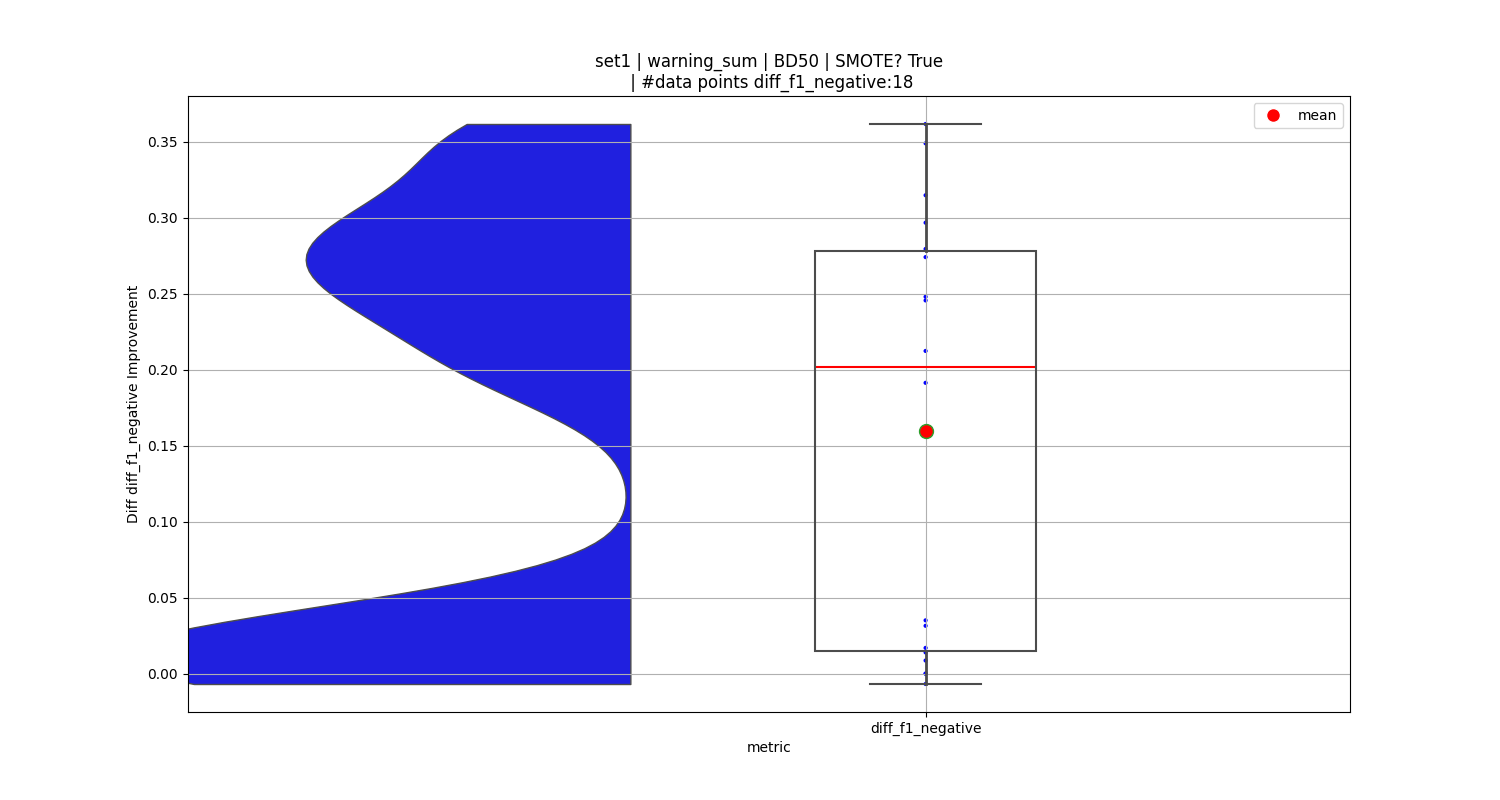 set1 | warning_sum | BD50 | SMOTE? True
| #data points diff_f1_negative:18
mean
Diff diff_f1_negative Improvement
0.35
0.30
0.25
0.20
0.15
0.10
0.05
0.00
diff_f1_negative
metric